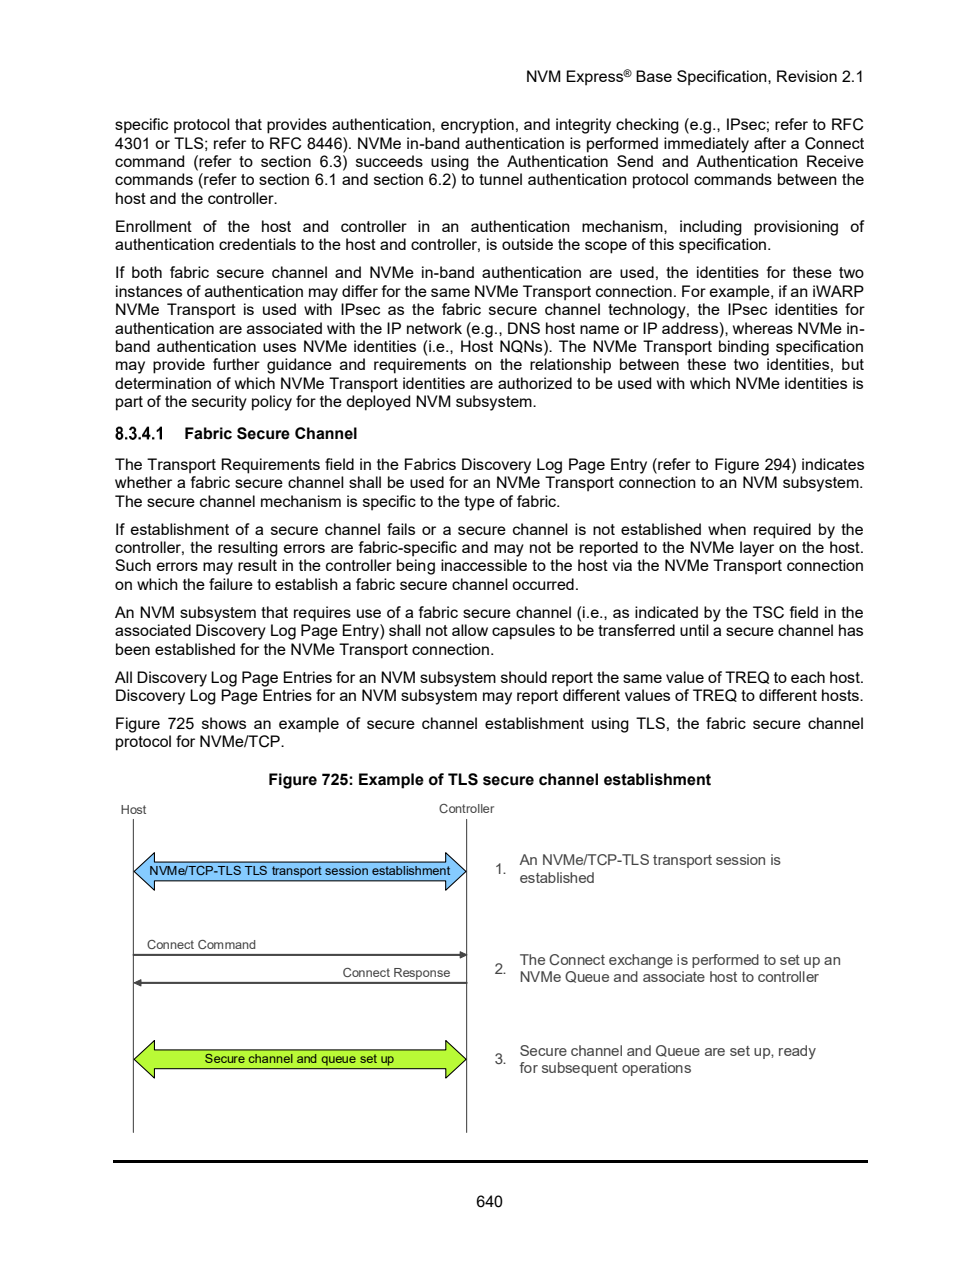 NVM Express® Base Specification, Revision 2.1
specific protocol that provides authentication, encryption, and integrity checking (e.g., IPsec; refer to RFC
4301 or TLS; refer to RFC 8446). NVMe in-band authentication is performed immediately after a Connect
command (refer to section 6.3) succeeds using the Authentication Send and Authentication Receive
commands (refer to section 6.1 and section 6.2) to tunnel authentication protocol commands between the
host and the controller.
Enrollment of the host and controller in an authentication mechanism, including provisioning of
authentication credentials to the host and controller, is outside the scope of this specification.
If both fabric secure channel and NVMe in-band authentication are used, the identities for these two
instances of authentication may differ for the same NVMe Transport connection. For example, if an iWARP
NVMe Transport is used with IPsec as the fabric secure channel technology, the IPsec identities for
authentication are associated with the IP network (e.g., DNS host name or IP address), whereas NVMe in-
band authentication uses NVMe identities (i.e., Host NQNs). The NVMe Transport binding specification
may provide further guidance and requirements on the relationship between these two identities, but
determination of which NVMe Transport identities are authorized to be used with which NVMe identities is
part of the security policy for the deployed NVM subsystem.
8.3.4.1 Fabric Secure Channel
The Transport Requirements field in the Fabrics Discovery Log Page Entry (refer to Figure 294) indicates
whether a fabric secure channel shall be used for an NVMe Transport connection to an NVM subsystem.
The secure channel mechanism is specific to the type of fabric.
If establishment of a secure channel fails or a secure channel is not established when required by the
controller, the resulting errors are fabric-specific and may not be reported to the NVMe layer on the host.
Such errors may result in the controller being inaccessible to the host via the NVMe Transport connection
on which the failure to establish a fabric secure channel occurred.
An NVM subsystem that requires use of a fabric secure channel (i.e., as indicated by the TSC field in the
associated Discovery Log Page Entry) shall not allow capsules to be transferred until a secure channel has
been established for the NVMe Transport connection.
All Discovery Log Page Entries for an NVM subsystem should report the same value of TREQ to each host.
Discovery Log Page Entries for an NVM subsystem may report different values of TREQ to different hosts.
Figure 725 shows an example of secure channel establishment using TLS, the fabric secure channel
protocol for NVMe/TCP.
Figure 725: Example of TLS secure channel establishment
Host Controller
NVMe/TCP-TLS TLS transport session establishment
1. An NVMe/TCP-TLS transport session is
established
Connect Command
Connect Response
2. The Connect exchange is performed to set up an
NVMe Queue and associate host to controller
Secure channel and queue set up
3. Secure channel and Queue are set up, ready
for subsequent operations
640